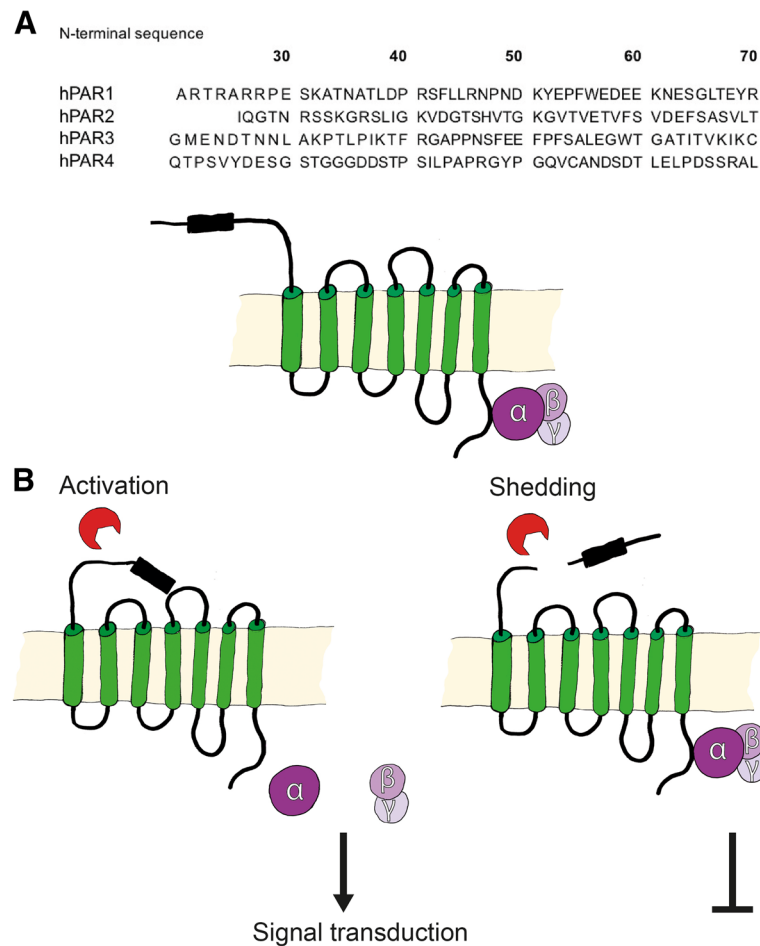 A
N-terminal sequence
30 40 50 60 70
hPAR1 ARTRARRPE SKATNATLDP RSFLLRNPND KYEPFWEDEE KNESGLTEYR
hPAR2 IQGTN RSSKGRSLIG KVDGTSHVTG KGVTVETVFS VDEFSASVLT
hPAR3 GMENDTNNL AKPTLPIKTF RGAPPNSFEE FPFSALEGWT GATITVKIKC
hPAR4 QTPSVYDESG STGGGDDSTP SILPAPRGYP GQVCANDSDT LELPDSSRAL
α β
γ
B
Activation Shedding
α β
γ
α β
γ
Signal transduction